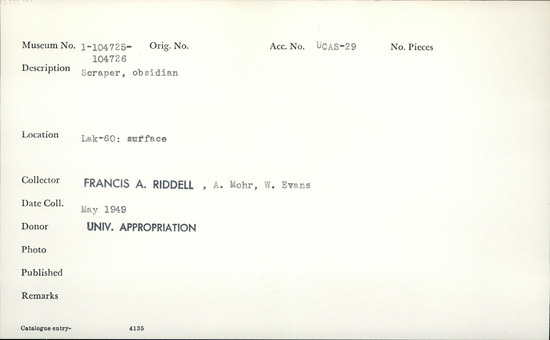 Museum No. 1-104725- Orig. No. Acc. No. UCAS-29 No. Pieces
104726
Description Scraper, obsidian
Location Lak-60: surface
Collector FRANCIS A. RIDDELL , A. Mohr, W. Evans
Date Coll. May 1949
Donor UNIV. APPROPRIATION
Photo
Published
Remarks
Catalogue entry- 4135